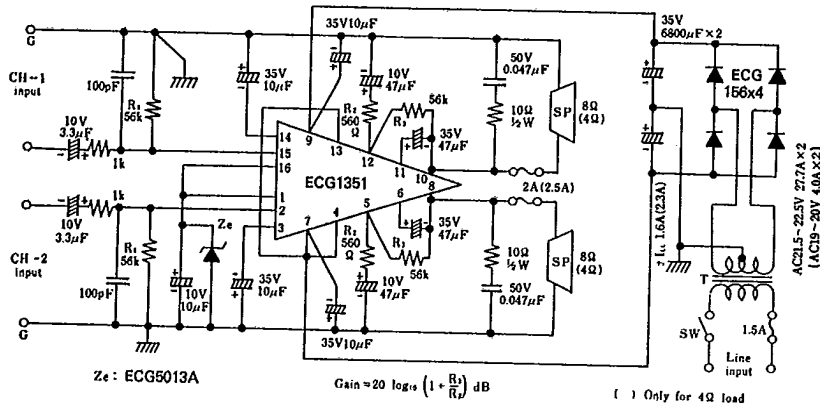 G
CH-1
input
100pF
R₁
56k
10V
3.3μF
1k
35V
10μF
35V10μF
10V
47μF
R₂
560
Ω
R₃
56k
35V
47μF
50V
0.047μF
10Ω
½W
SP
8Ω
(4Ω)
35V
6800μF×2
ECG
156x4
14
15
16
1
2
3
9
13
12
11
10
ECG1351
7
4
5
6
8
2A(2.5A)
1k
10V
3.3μF
CH-2
input
R₁
56k
100pF
10V
10μF
Ze
35V
10μF
35V10μF
R₂
560
Ω
10V
47μF
R₃
56k
35V
47μF
10Ω
½W
50V
0.047μF
SP
8Ω
(4Ω)
1.6A(2.3A)
AC21.5~22.5V 27.7A×2
(AC19~20V 4.0A×2)
T
SW
1.5A
Line
input
G
Ze: ECG5013A
Gain=20 log₁₀ (1+R₃/R₂) dB
( ) Only for 4Ω load